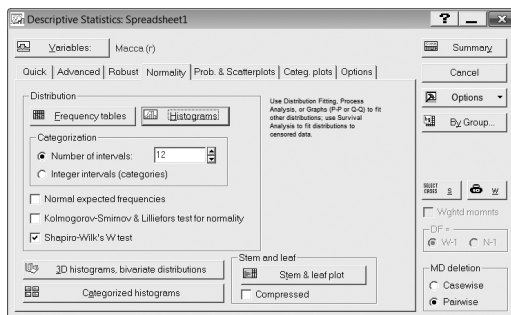 Descriptive Statistics: Spreadsheet1
Variables: Macca (r)
Quick Advanced Robust Normality Prob. & Scatterplots Categ. plots Options
Distribution
Frequency tables Histograms
Use Distribution Fitting, Process
Analysis, or Graphs (P-P or Q-Q) to fit
other distributions; use Survival
Analysis to fit distributions to
censored data.
Categorization
Number of intervals: 12
Integer intervals (categories)
Normal expected frequencies
Kolmogorov-Smirnov & Lilliefors test for normality
Shapiro-Wilk's W test
3D histograms, bivariate distributions
Categorized histograms
Stem and leaf
Stem & leaf plot
Compressed
Summary
Cancel
Options
By Group...
SELECT CASES S W
Wghtd momnts
DF =
W-1 N-1
MD deletion
Casewise
Pairwise